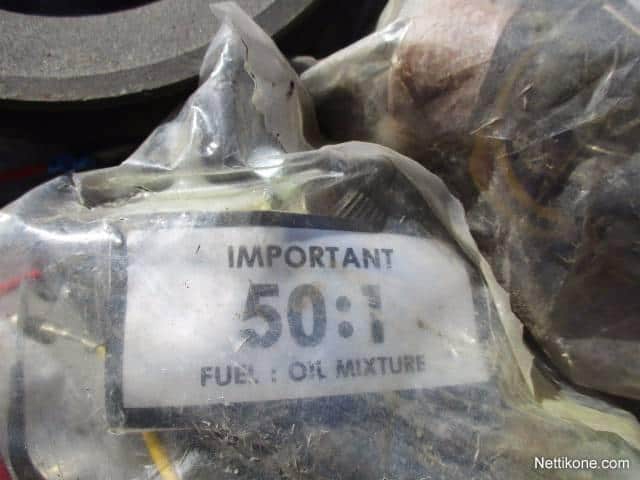 IMPORTANT
50:1
FUEL : OIL MIXTURE
Nettikone.com